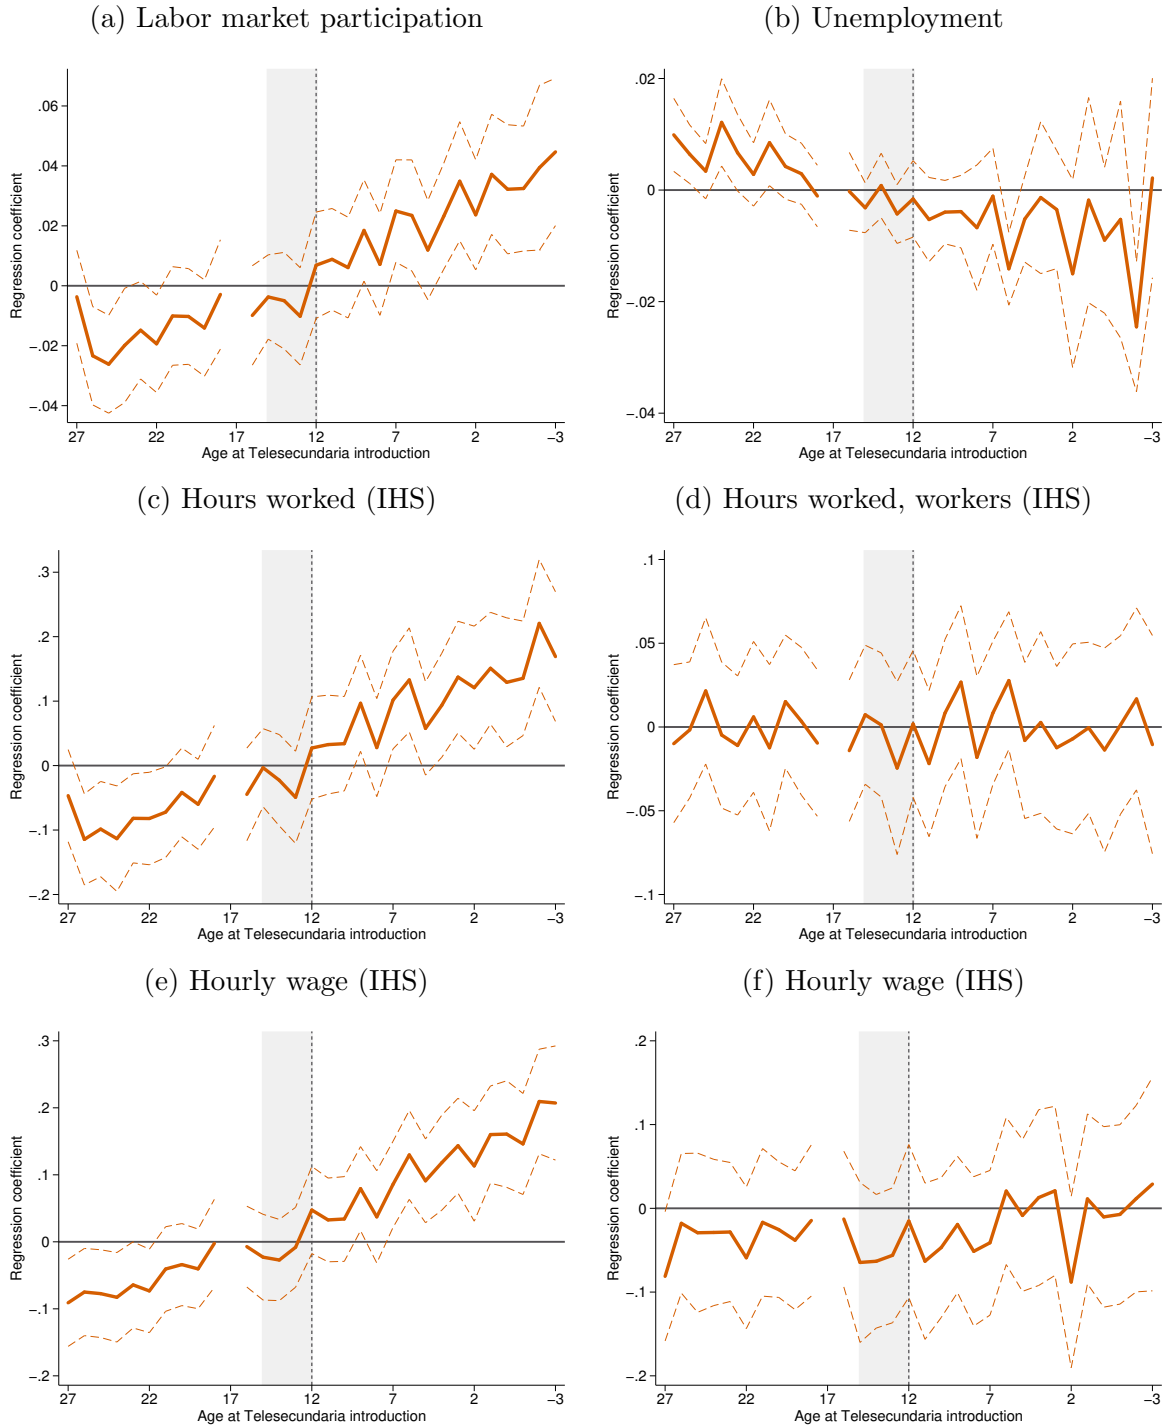 (a) Labor market participation
Regression coefficient
.06
.04
.02
0
−.02
−.04
27 22 17 12 7 2 −3
Age at Telesecundaria introduction
(b) Unemployment
Regression coefficient
.02
0
−.02
−.04
27 22 17 12 7 2 −3
Age at Telesecundaria introduction
(c) Hours worked (IHS)
Regression coefficient
.3
.2
.1
0
−.1
−.2
27 22 17 12 7 2 −3
Age at Telesecundaria introduction
(d) Hours worked, workers (IHS)
Regression coefficient
.1
.05
0
−.05
−.1
27 22 17 12 7 2 −3
Age at Telesecundaria introduction
(e) Hourly wage (IHS)
Regression coefficient
.3
.2
.1
0
−.1
−.2
27 22 17 12 7 2 −3
Age at Telesecundaria introduction
(f) Hourly wage (IHS)
Regression coefficient
.2
.1
0
−.1
−.2
27 22 17 12 7 2 −3
Age at Telesecundaria introduction